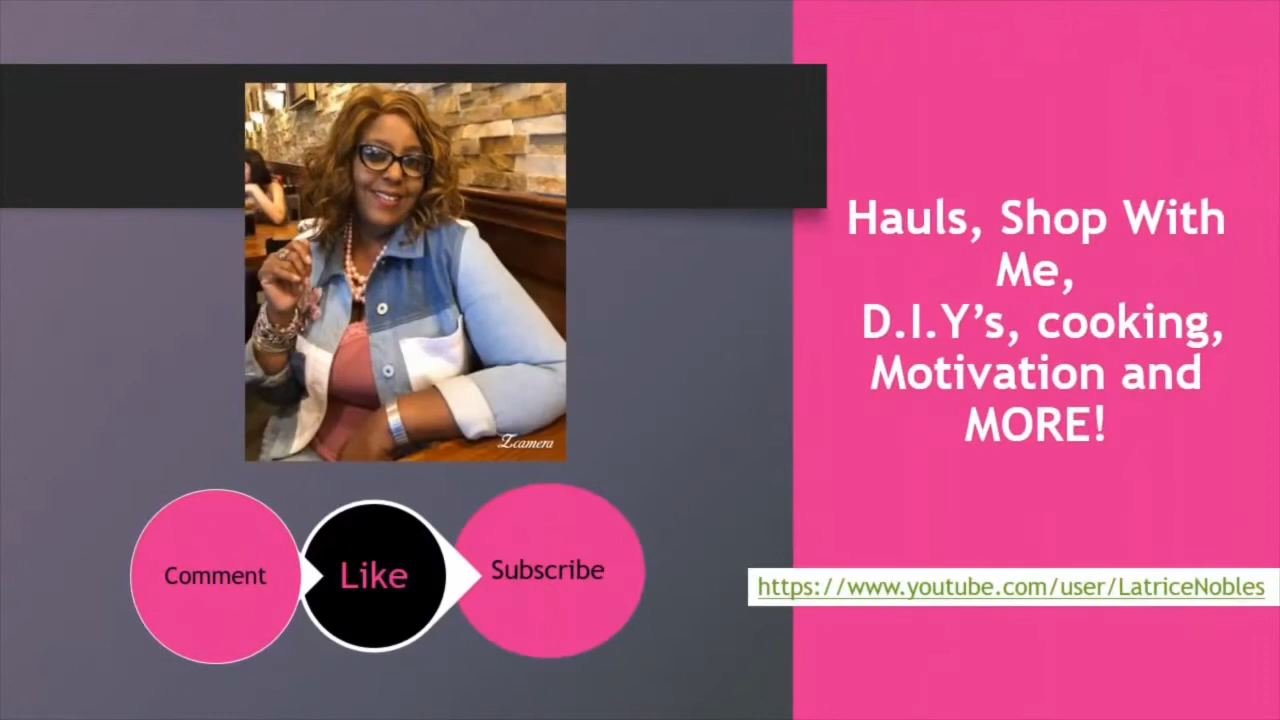 Hauls, Shop With
Me,
D.I.Y’s, cooking,
Motivation and
MORE!
Zcamera
Comment
Like
Subscribe
https://www.youtube.com/user/LatriceNobles